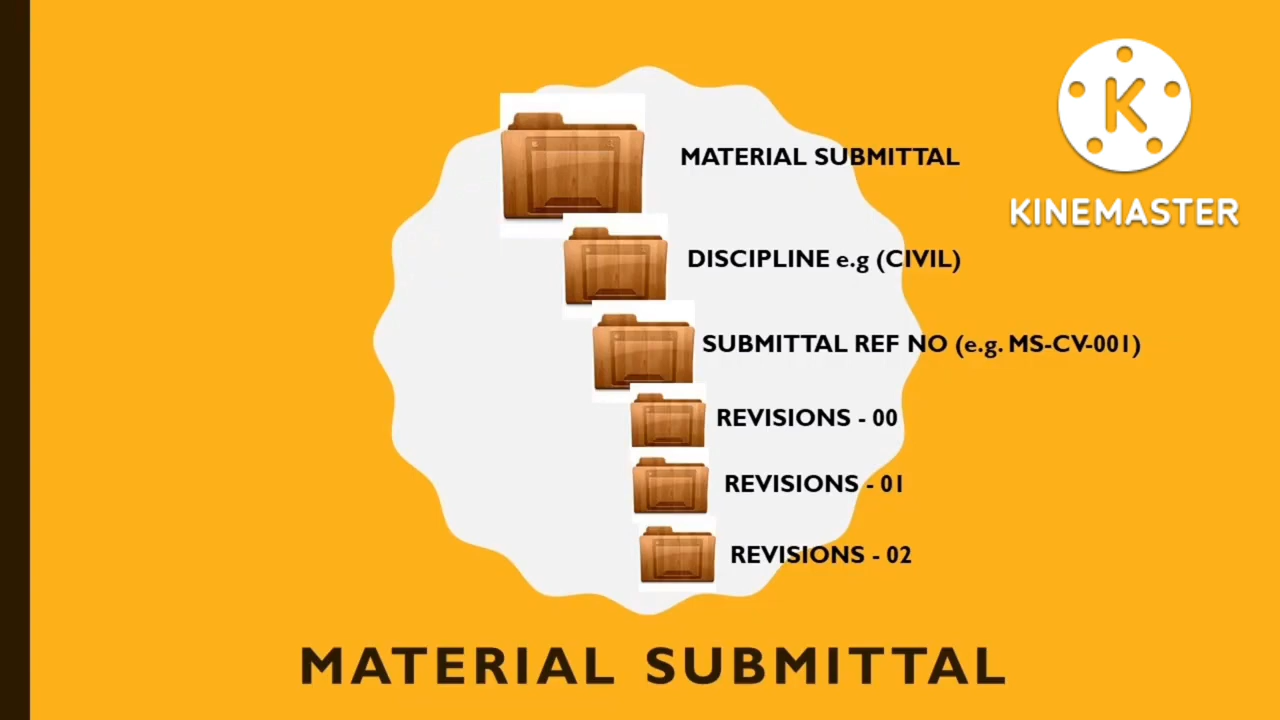 K
KINEMASTER
MATERIAL SUBMITTAL
DISCIPLINE e.g (CIVIL)
SUBMITTAL REF NO (e.g. MS-CV-001)
REVISIONS - 00
REVISIONS - 01
REVISIONS - 02
MATERIAL SUBMITTAL